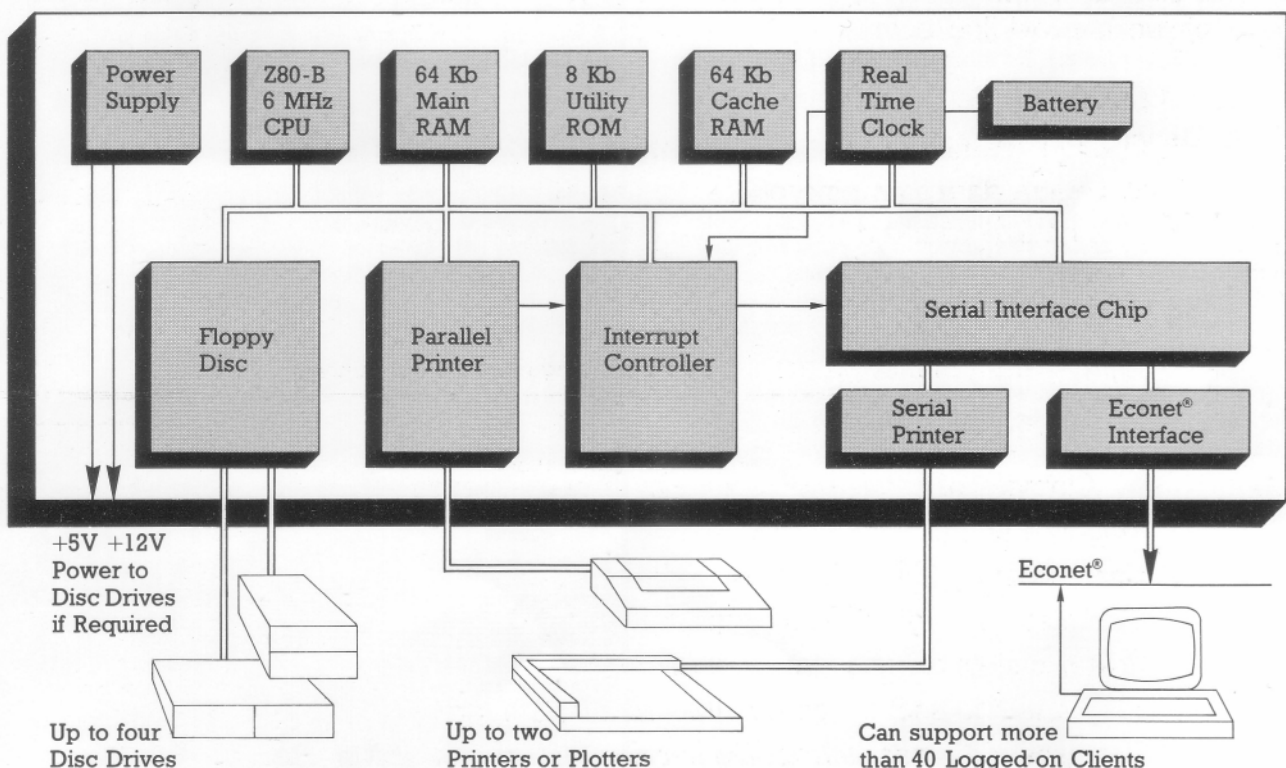 Power
Supply
Z80-B
6 MHz
CPU
64 Kb
Main
RAM
8 Kb
Utility
ROM
64 Kb
Cache
RAM
Real
Time
Clock
Battery
Floppy
Disc
Parallel
Printer
Interrupt
Controller
Serial Interface Chip
Serial
Printer
Econet®
Interface
+5V +12V
Power to
Disc Drives
if Required
Econet®
Up to four
Disc Drives
Up to two
Printers or Plotters
Can support more
than 40 Logged-on Clients